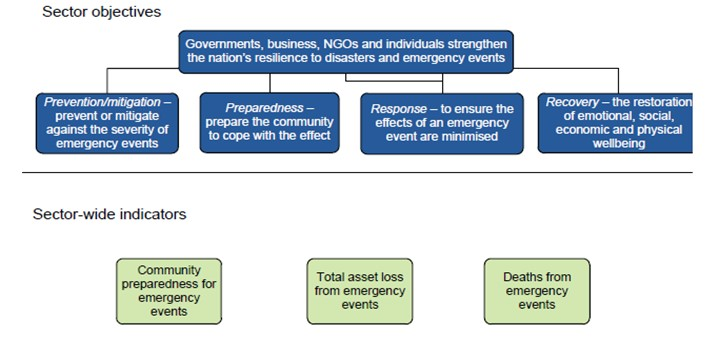 Sector objectives
Governments, business, NGOs and individuals strengthen
the nation's resilience to disasters and emergency events
Prevention/mitigation –
prevent or mitigate
against the severity of
emergency events
Preparedness –
prepare the community
to cope with the effect
Response – to ensure the
effects of an emergency
event are minimised
Recovery – the restoration
of emotional, social,
economic and physical
wellbeing
Sector-wide indicators
Community
preparedness for
emergency
events
Total asset loss
from emergency
events
Deaths from
emergency
events